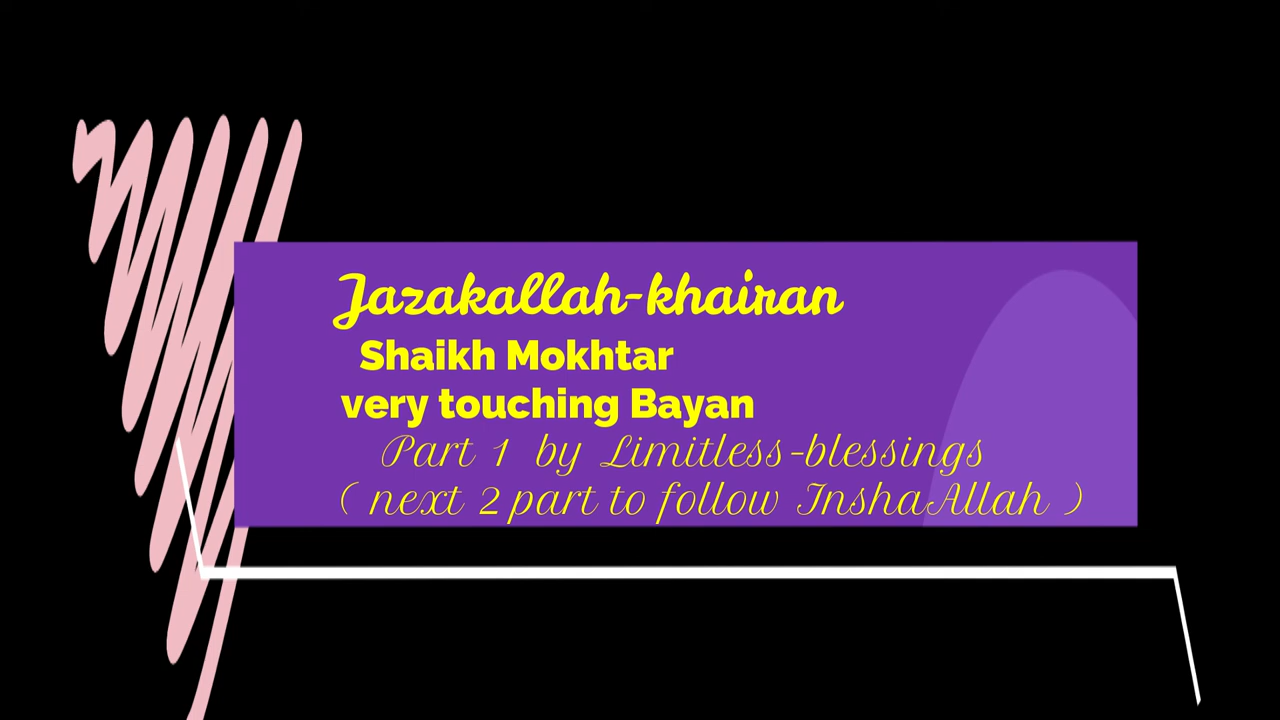 Jazakallah-khairan
Shaikh Mokhtar
very touching Bayan
Part 1 by Limitless-blessings
( next 2 part to follow InshaAllah )